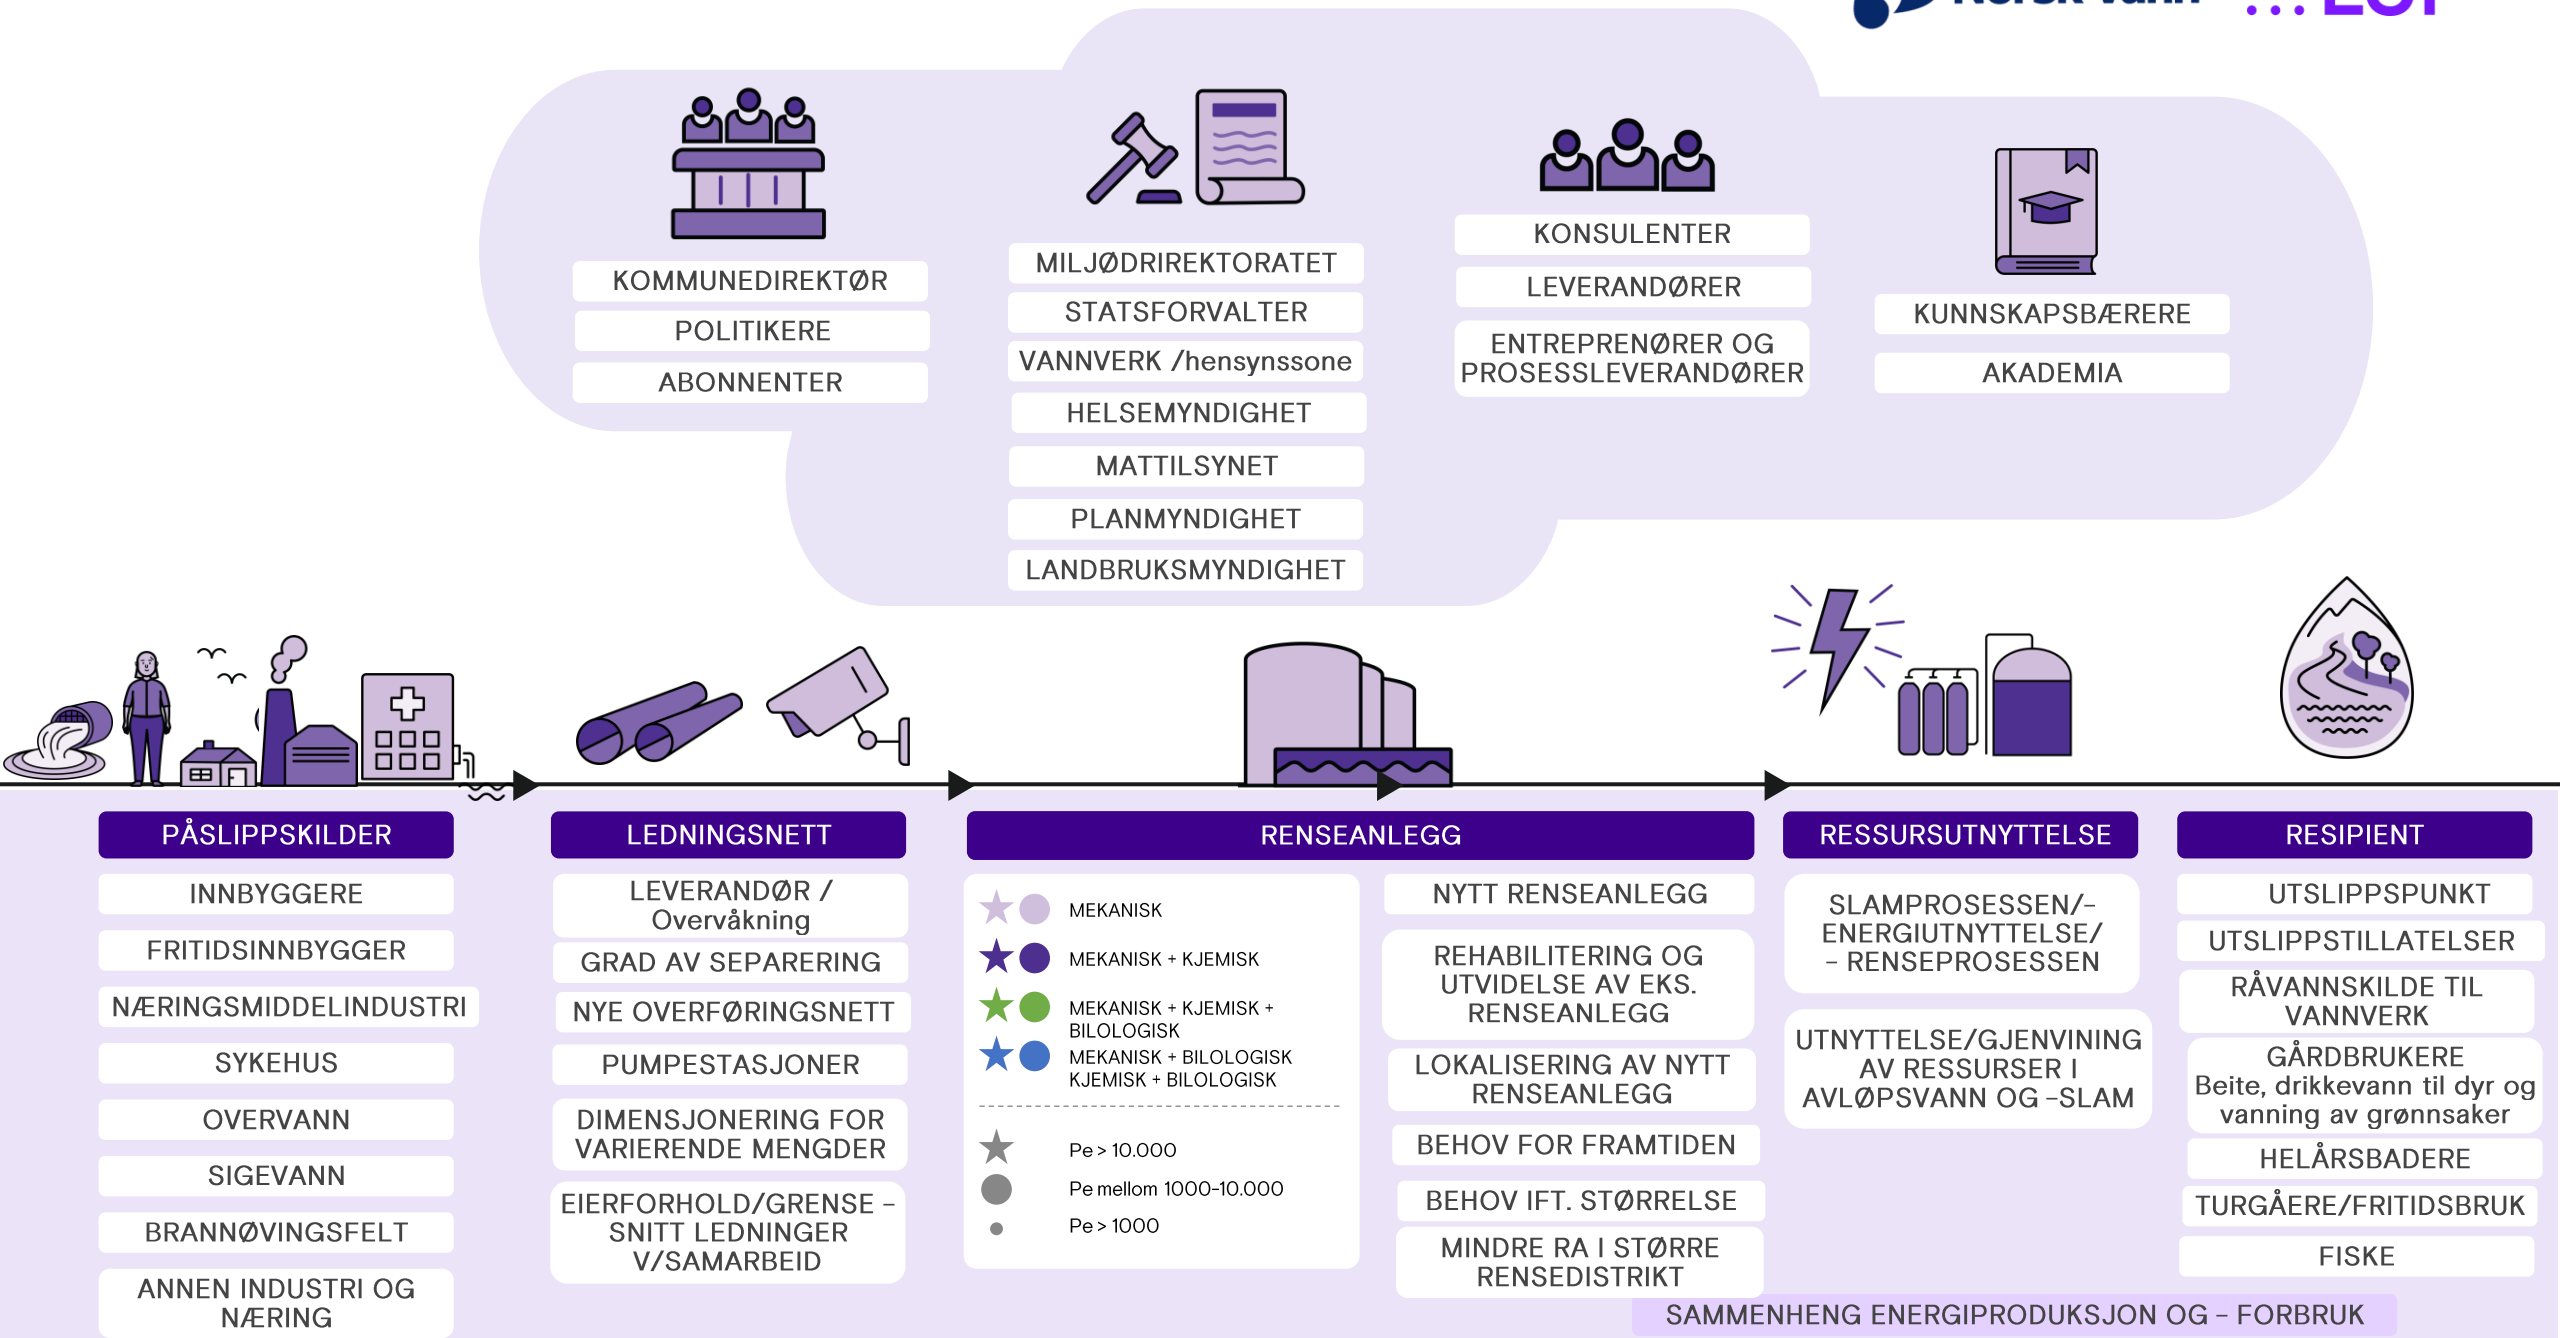 KOMMUNEDIREKTØR
POLITIKERE
ABONNENTER
MILJØDRIREKTORATET
STATSFORVALTER
VANNVERK /hensynssone
HELSEMYNDIGHET
MATTILSYNET
PLANMYNDIGHET
LANDBRUKSMYNDIGHET
KONSULENTER
LEVERANDØRER
ENTREPRENØRER OG
PROSESSLEVERANDØRER
KUNNSKAPSBÆRERE
AKADEMIA
PÅSLIPPSKILDER
INNBYGGERE
FRITIDSINNBYGGER
NÆRINGSMIDDELINDUSTRI
SYKEHUS
OVERVANN
SIGEVANN
BRANNØVINGSFELT
ANNEN INDUSTRI OG
NÆRING
LEDNINGSNETT
LEVERANDØR /
Overvåkning
GRAD AV SEPARERING
NYE OVERFØRINGSNETT
PUMPESTASJONER
DIMENSJONERING FOR
VARIERENDE MENGDER
EIERFORHOLD/GRENSE –
SNITT LEDNINGER
V/SAMARBEID
RENSEANLEGG
MEKANISK
MEKANISK + KJEMISK
MEKANISK + KJEMISK +
BILOLOGISK
MEKANISK + BILOLOGISK
KJEMISK + BILOLOGISK
Pe > 10.000
Pe mellom 1000–10.000
Pe > 1000
NYTT RENSEANLEGG
REHABILITERING OG
UTVIDELSE AV EKS.
RENSEANLEGG
LOKALISERING AV NYTT
RENSEANLEGG
BEHOV FOR FRAMTIDEN
BEHOV IFT. STØRRELSE
MINDRE RA I STØRRE
RENSEDISTRIKT
RESSURSUTNYTTELSE
SLAMPROSESSEN/–
ENERGIUTNYTTELSE/
– RENSEPROSESSEN
UTNYTTELSE/GJENVINING
AV RESSURSER I
AVLØPSVANN OG –SLAM
RESIPIENT
UTSLIPPSPUNKT
UTSLIPPSTILLATELSER
RÅVANNSKILDE TIL
VANNVERK
GÅRDBRUKERE
Beite, drikkevann til dyr og
vanning av grønnsaker
HELÅRSBADERE
TURGÅERE/FRITIDSBRUK
FISKE
SAMMENHENG ENERGIPRODUKSJON OG – FORBRUK